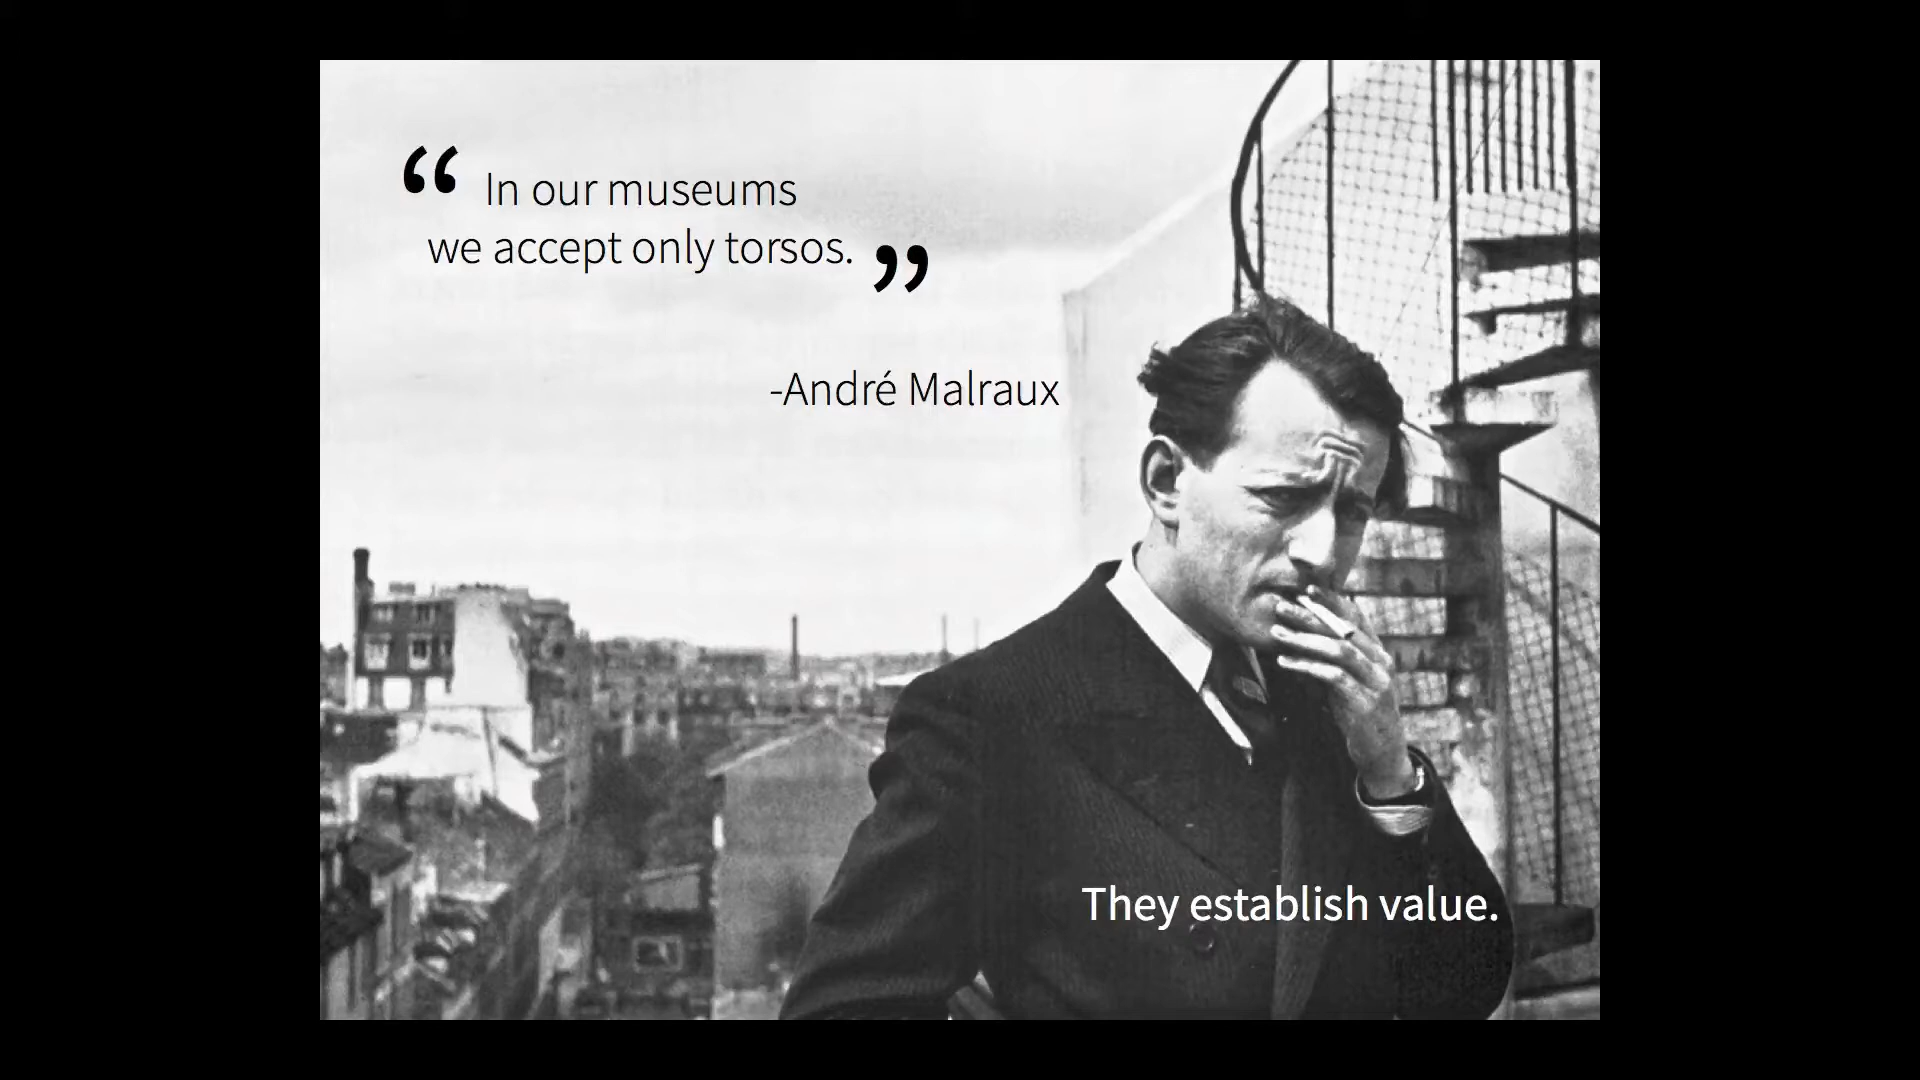 “ In our museums
we accept only torsos. ”
-André Malraux
They establish value.